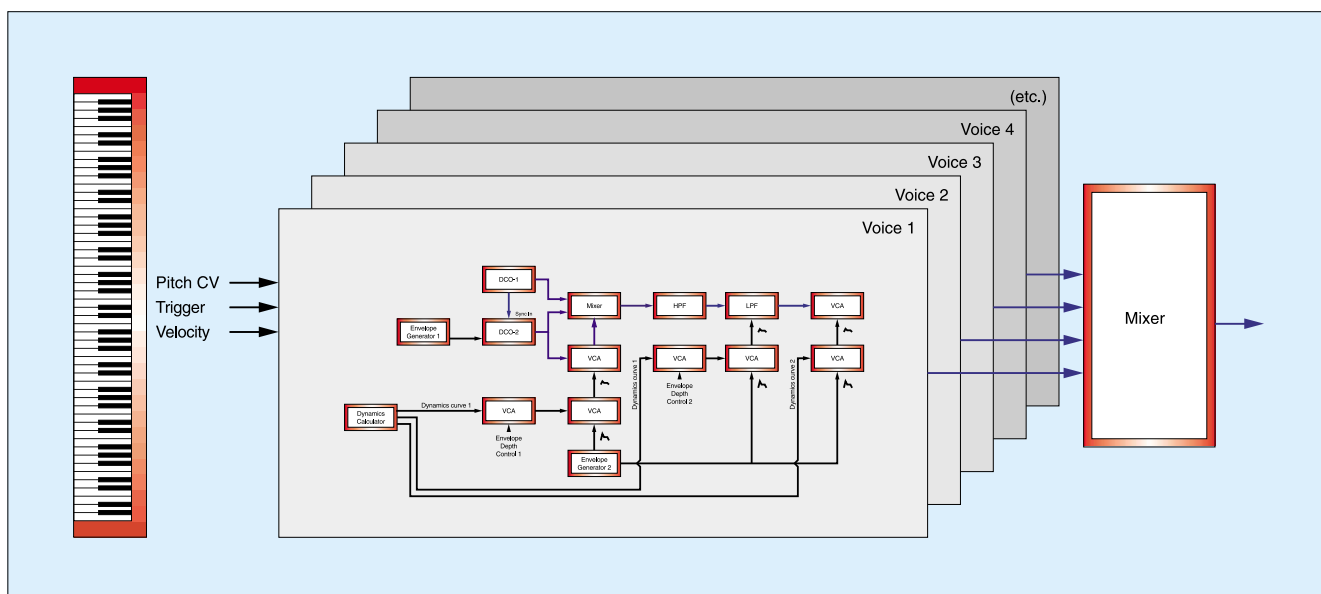 (etc.)
Voice 4
Voice 3
Voice 2
Voice 1
Pitch CV
Trigger
Velocity
DCO-1
Sync In
Envelope
Generator 1
DCO-2
Mixer
HPF
LPF
VCA
VCA
Dynamics curve 1
VCA
Envelope
Depth
Control 2
VCA
Dynamics curve 2
VCA
Dynamics
Calculator
Dynamics curve 1
VCA
Envelope
Depth
Control 1
VCA
Envelope
Generator 2
Mixer